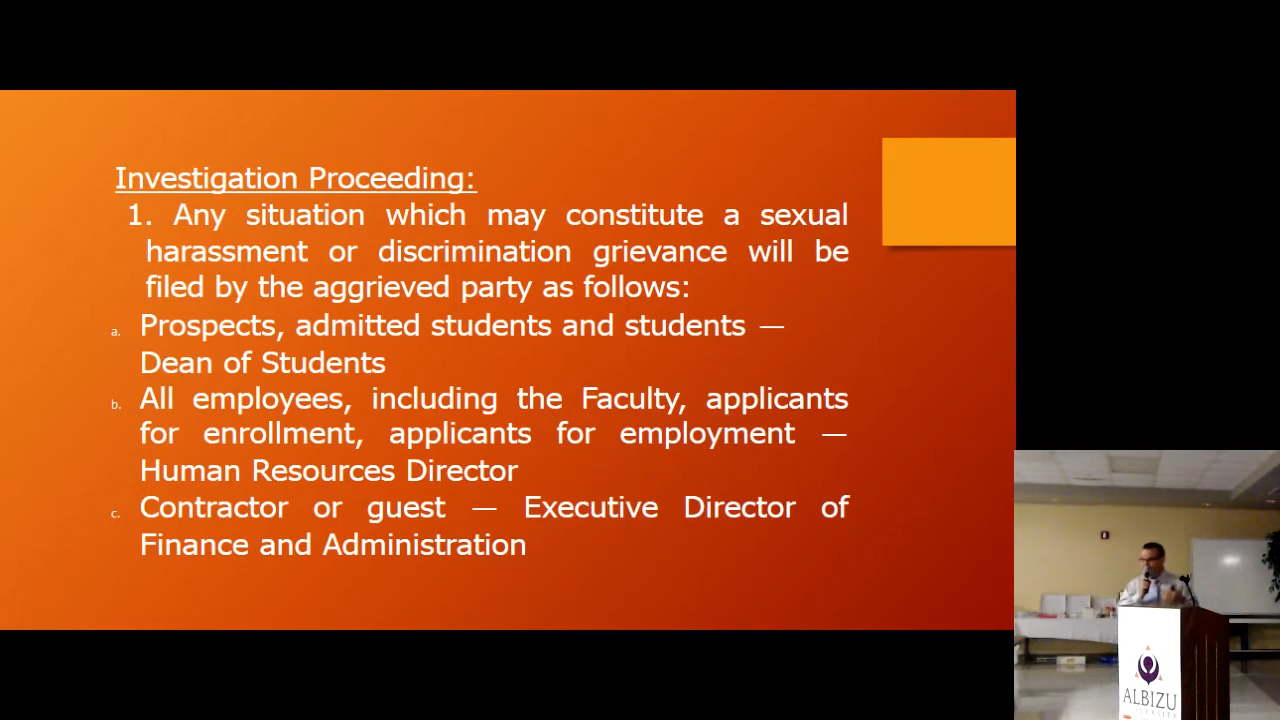 Investigation Proceeding:
1. Any situation which may constitute a sexual
harassment or discrimination grievance will be
filed by the aggrieved party as follows:
a. Prospects, admitted students and students —
Dean of Students
b. All employees, including the Faculty, applicants
for enrollment, applicants for employment —
Human Resources Director
c. Contractor or guest — Executive Director of
Finance and Administration
ALBIZU